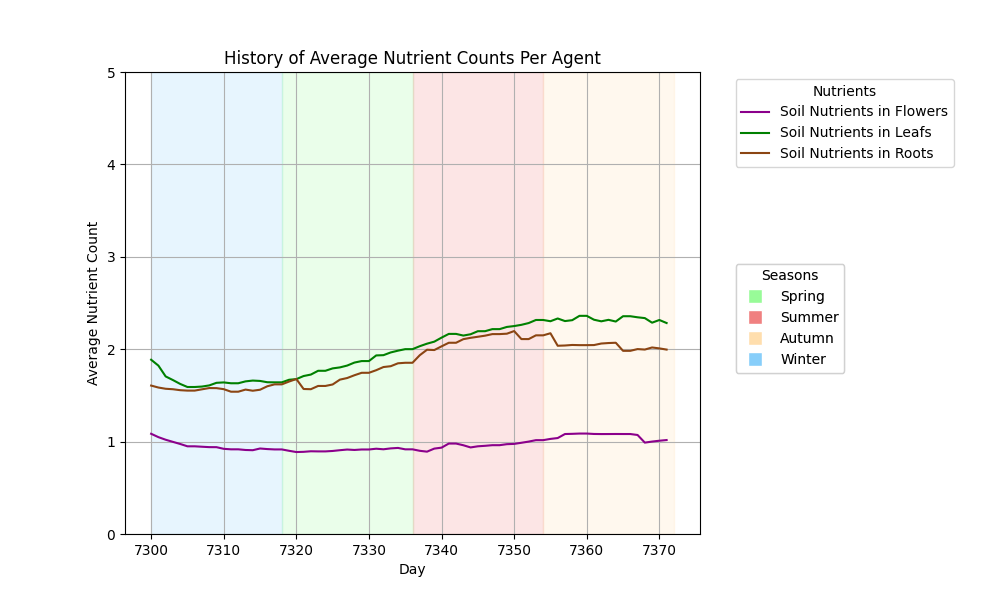 History of Average Nutrient Counts Per Agent
5
4
3
2
1
0
Average Nutrient Count
7300 7310 7320 7330 7340 7350 7360 7370
Day
Nutrients
Soil Nutrients in Flowers
Soil Nutrients in Leafs
Soil Nutrients in Roots
Seasons
Spring
Summer
Autumn
Winter